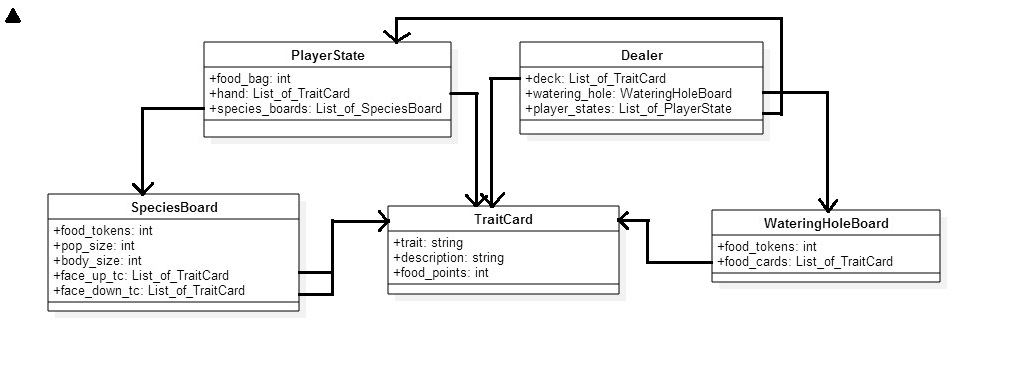 PlayerState
+food_bag: int
+hand: List_of_TraitCard
+species_boards: List_of_SpeciesBoard
Dealer
+deck: List_of_TraitCard
+watering_hole: WateringHoleBoard
+player_states: List_of_PlayerState
SpeciesBoard
+food_tokens: int
+pop_size: int
+body_size: int
+face_up_tc: List_of_TraitCard
+face_down_tc: List_of_TraitCard
TraitCard
+trait: string
+description: string
+food_points: int
WateringHoleBoard
+food_tokens: int
+food_cards: List_of_TraitCard